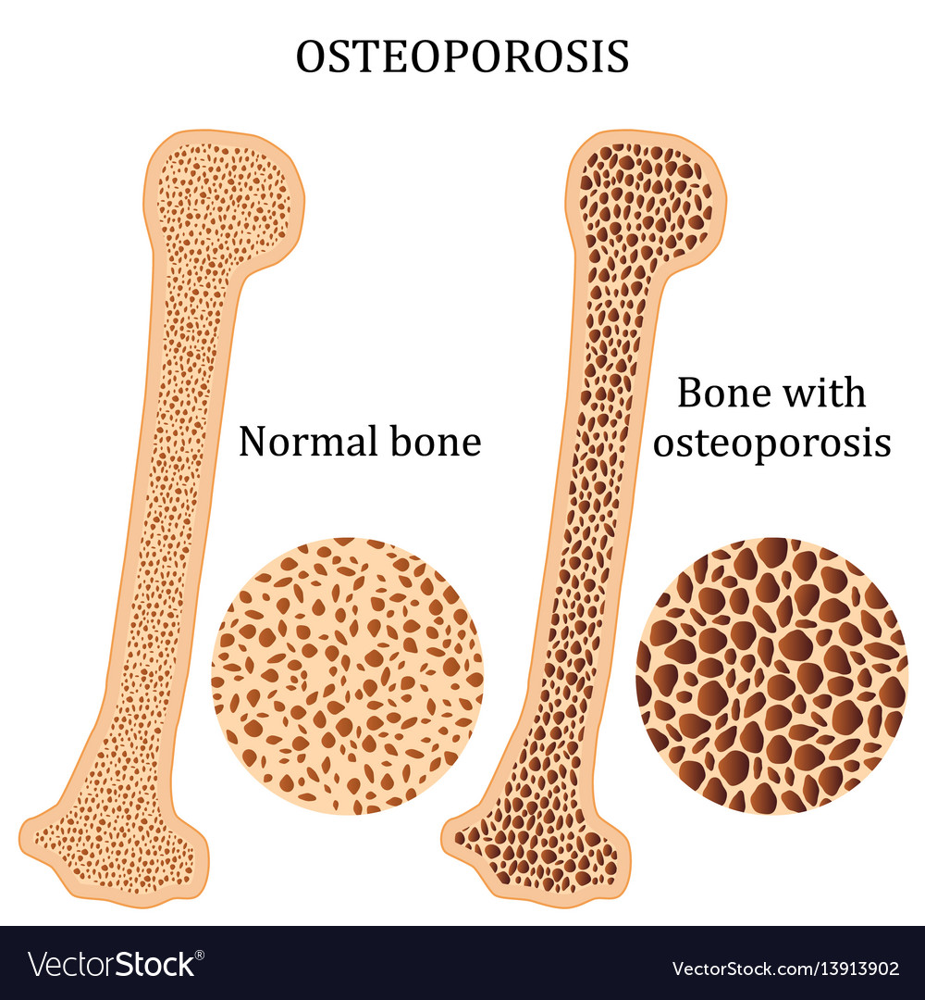 OSTEOPOROSIS
Normal bone
Bone with
osteoporosis
VectorStock®
VectorStock.com/13913902